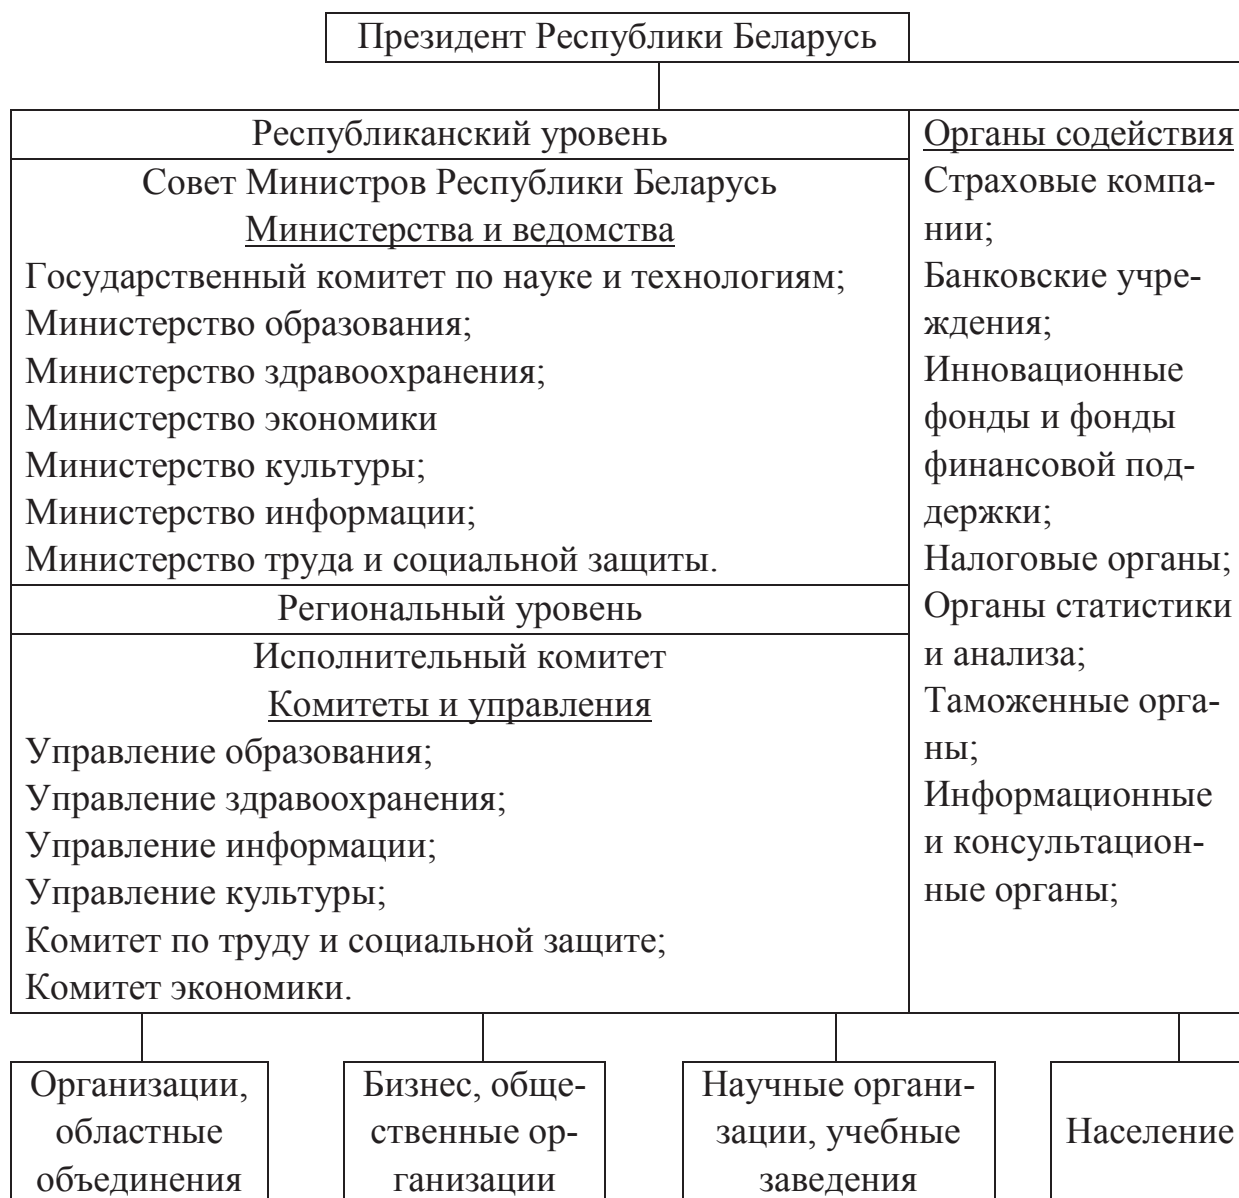 Президент Республики Беларусь
Республиканский уровень
Совет Министров Республики Беларусь
Министерства и ведомства
Государственный комитет по науке и технологиям;
Министерство образования;
Министерство здравоохранения;
Министерство экономики
Министерство культуры;
Министерство информации;
Министерство труда и социальной защиты.
Региональный уровень
Исполнительный комитет
Комитеты и управления
Управление образования;
Управление здравоохранения;
Управление информации;
Управление культуры;
Комитет по труду и социальной защите;
Комитет экономики.
Органы содействия
Страховые компа-
нии;
Банковские учре-
ждения;
Инновационные
фонды и фонды
финансовой под-
держки;
Налоговые органы;
Органы статистики
и анализа;
Таможенные орга-
ны;
Информационные
и консультацион-
ные органы;
Организации,
областные
объединения
Бизнес, обще-
ственные ор-
ганизации
Научные органи-
зации, учебные
заведения
Население